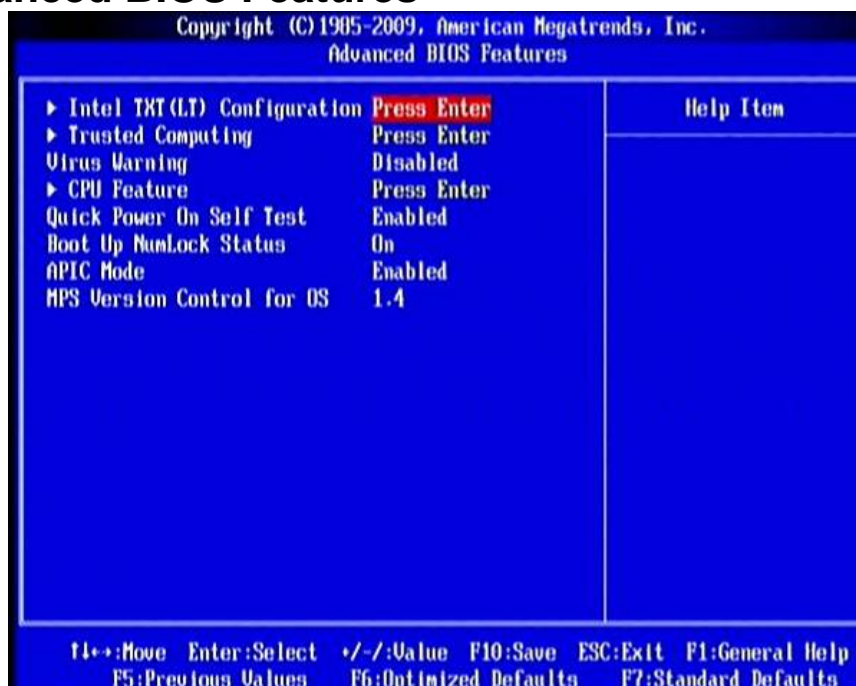 anced BIOS Features
Copyright (C)1985-2009, American Megatrends, Inc.
Advanced BIOS Features
▶ Intel TXT(LT) Configuration Press Enter
Help Item
▶ Trusted Computing Press Enter
Virus Warning Disabled
▶ CPU Feature Press Enter
Quick Power On Self Test Enabled
Boot Up NumLock Status On
APIC Mode Enabled
MPS Version Control for OS 1.4
↑↓←→:Move Enter:Select +/-/:Value F10:Save ESC:Exit F1:General Help
F5:Previous Values F6:Optimized Defaults F7:Standard Defaults